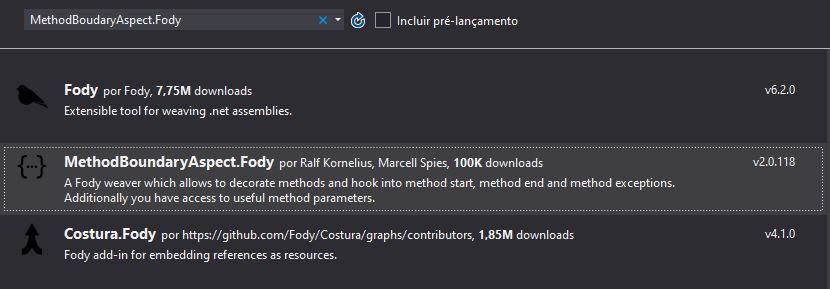 MethodBoudaryAspect.Fody
Incluir pré-lançamento
Fody por Fody, 7,75M downloads
v6.2.0
Extensible tool for weaving .net assemblies.
MethodBoundaryAspect.Fody por Ralf Kornelius, Marcell Spies, 100K downloads
v2.0.118
A Fody weaver which allows to decorate methods and hook into method start, method end and method exceptions.
Additionally you have access to useful method parameters.
Costura.Fody por https://github.com/Fody/Costura/graphs/contributors, 1,85M downloads
v4.1.0
Fody add-in for embedding references as resources.